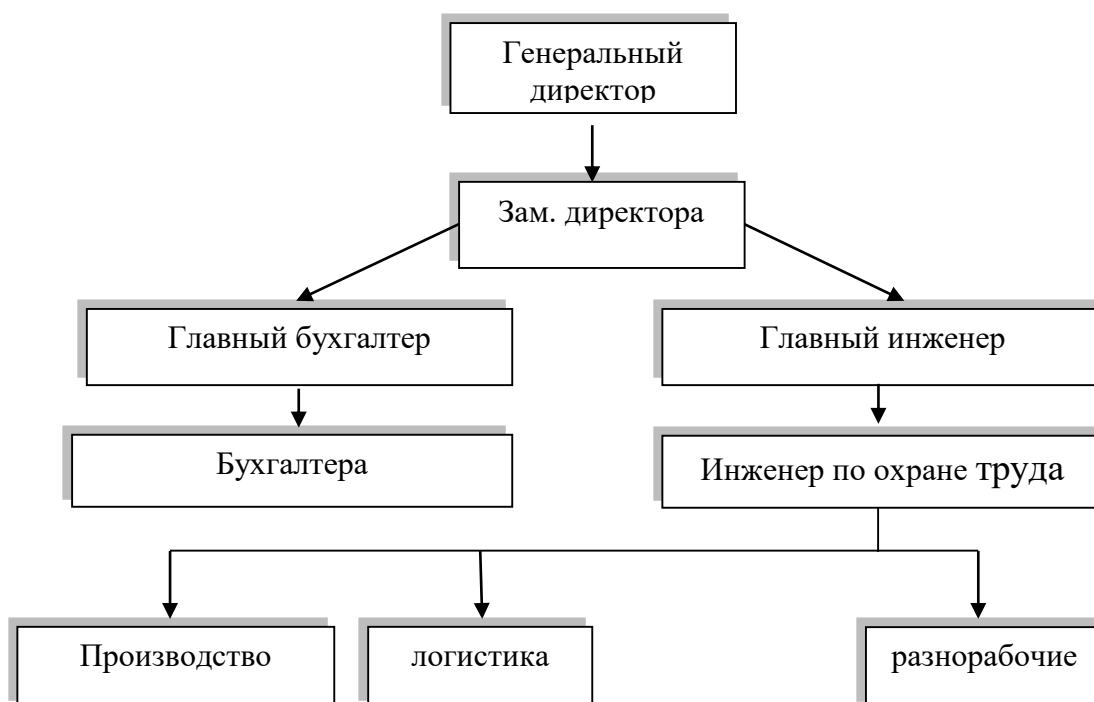 Генеральный
директор
Зам. директора
Главный бухгалтер
Главный инженер
Бухгалтера
Инженер по охране труда
Производство
логистика
разнорабочие